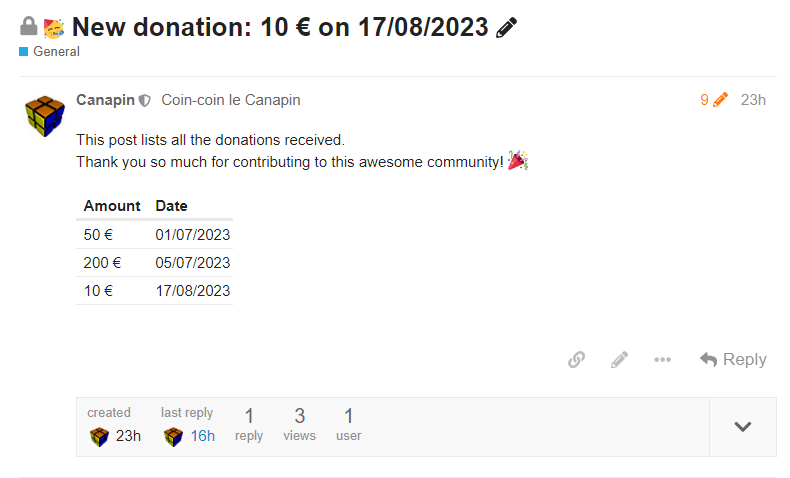 New donation: 10 € on 17/08/2023
General
Canapin Coin-coin le Canapin 9 23h
This post lists all the donations received.
Thank you so much for contributing to this awesome community!
Amount Date
50 € 01/07/2023
200 € 05/07/2023
10 € 17/08/2023
Reply
created last reply 1 3 1
23h 16h reply views user